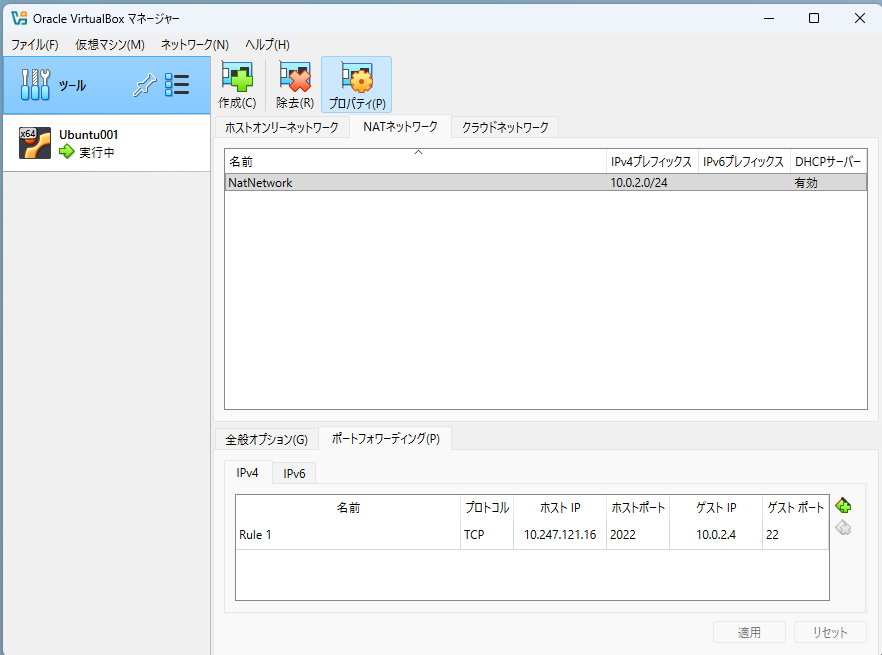 Oracle VirtualBox マネージャー
ファイル(F) 仮想マシン(M) ネットワーク(N) ヘルプ(H)
ツール
x64
Ubuntu001
実行中
作成(C) 除去(R) プロパティ(P)
ホストオンリーネットワーク NATネットワーク クラウドネットワーク
名前 IPv4プレフィックス IPv6プレフィックス DHCPサーバー
NatNetwork 10.0.2.0/24 有効
全般オプション(G) ポートフォワーディング(P)
IPv4 IPv6
名前 プロトコル ホスト IP ホストポート ゲスト IP ゲスト ポート
Rule 1 TCP 10.247.121.16 2022 10.0.2.4 22
適用 リセット